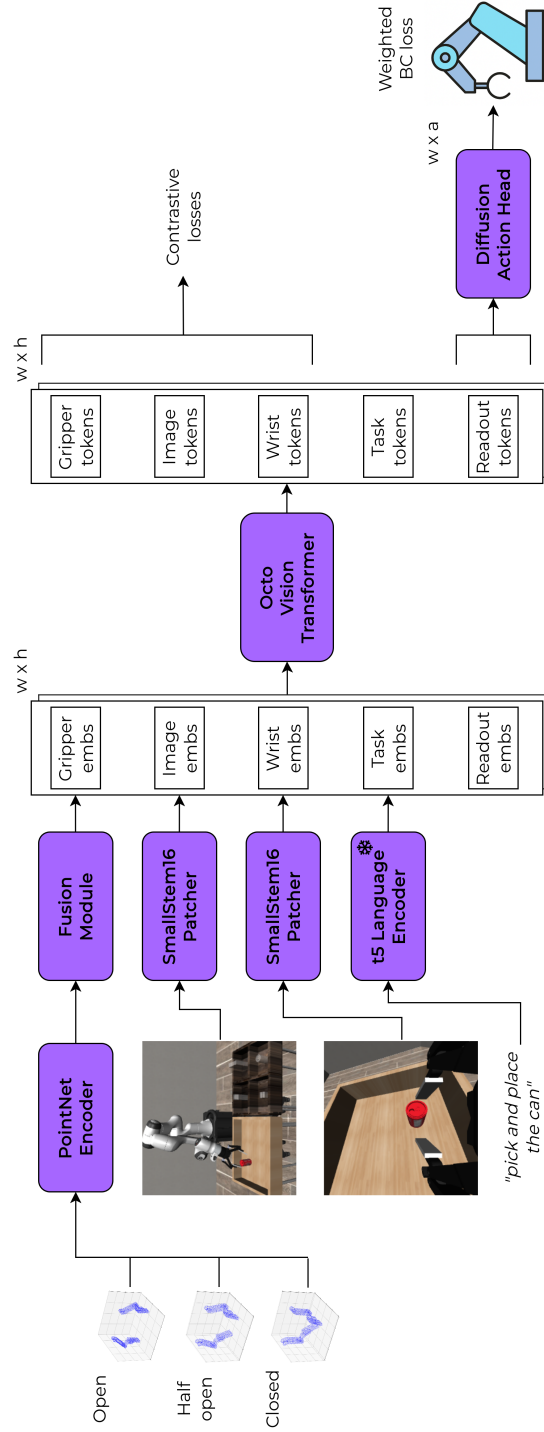 Open
Half
open
Closed
PointNet
Encoder
"pick and place
the can"
Fusion
Module
SmallStem16
Patcher
SmallStem16
Patcher
t5 Language
Encoder
w x h
Gripper
embs
Image
embs
Wrist
embs
Task
embs
Readout
embs
Octo
Vision
Transformer
w x h
Gripper
tokens
Image
tokens
Wrist
tokens
Task
tokens
Readout
tokens
Contrastive
losses
Diffusion
Action Head
w x a
Weighted
BC loss